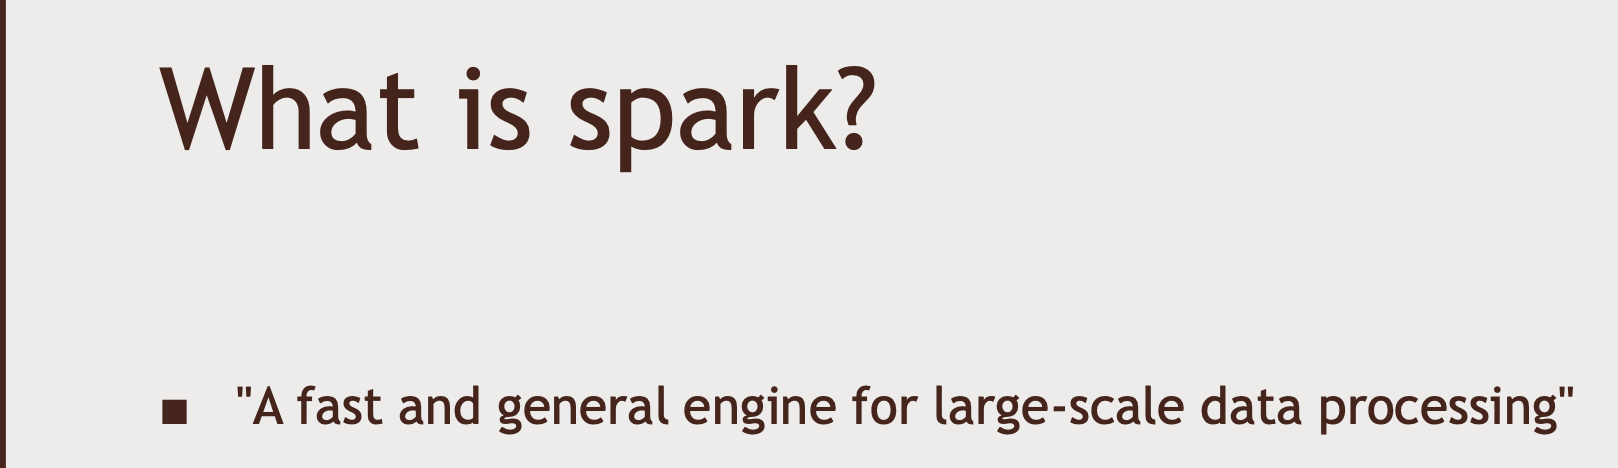 What is spark?
■ "A fast and general engine for large-scale data processing"